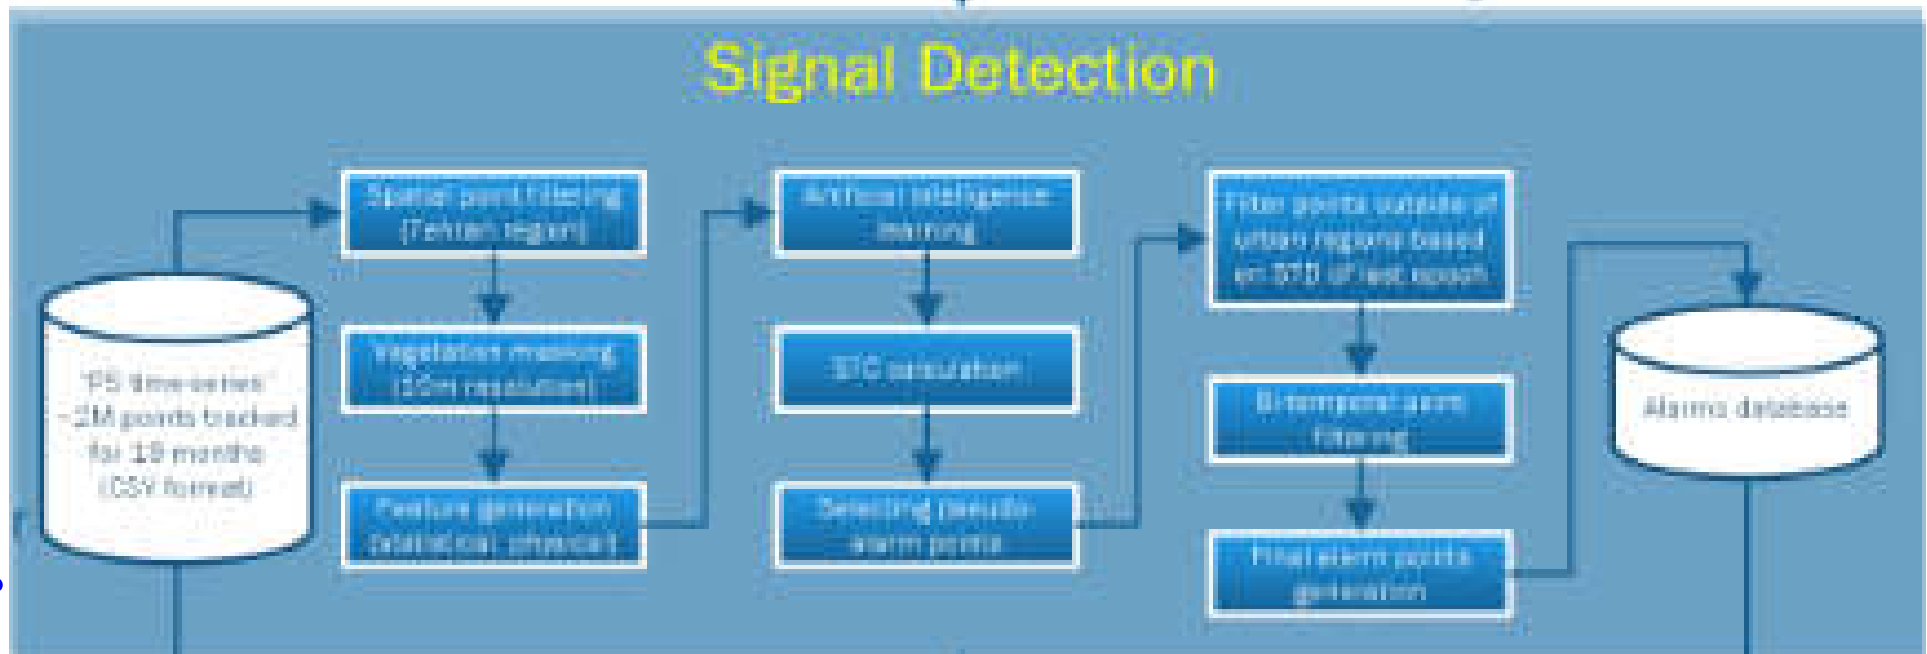 Signal Detection
"PS time-series"
~2M points tracked
for 18 months
(CSV format)
Spatial point filtering
(Tehran region)
Vegetation masking
(10m resolution)
Feature generation
(statistical, physical)
Artificial intelligence
training
STC calculation
Selecting pseudo-
alarm points
Filter points outside of
urban regions based
on STD of last epoch
Bi-temporal alarm
filtering
Final alarm points
generation
Alarms database